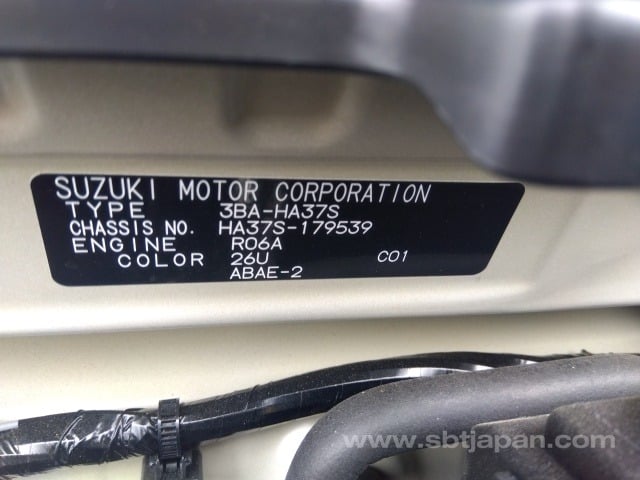 SUZUKI MOTOR CORPORATION
TYPE 3BA-HA37S
CHASSIS NO. HA37S-179539
ENGINE R06A
COLOR 26U C01
ABAE-2
www.sbtjapan.com